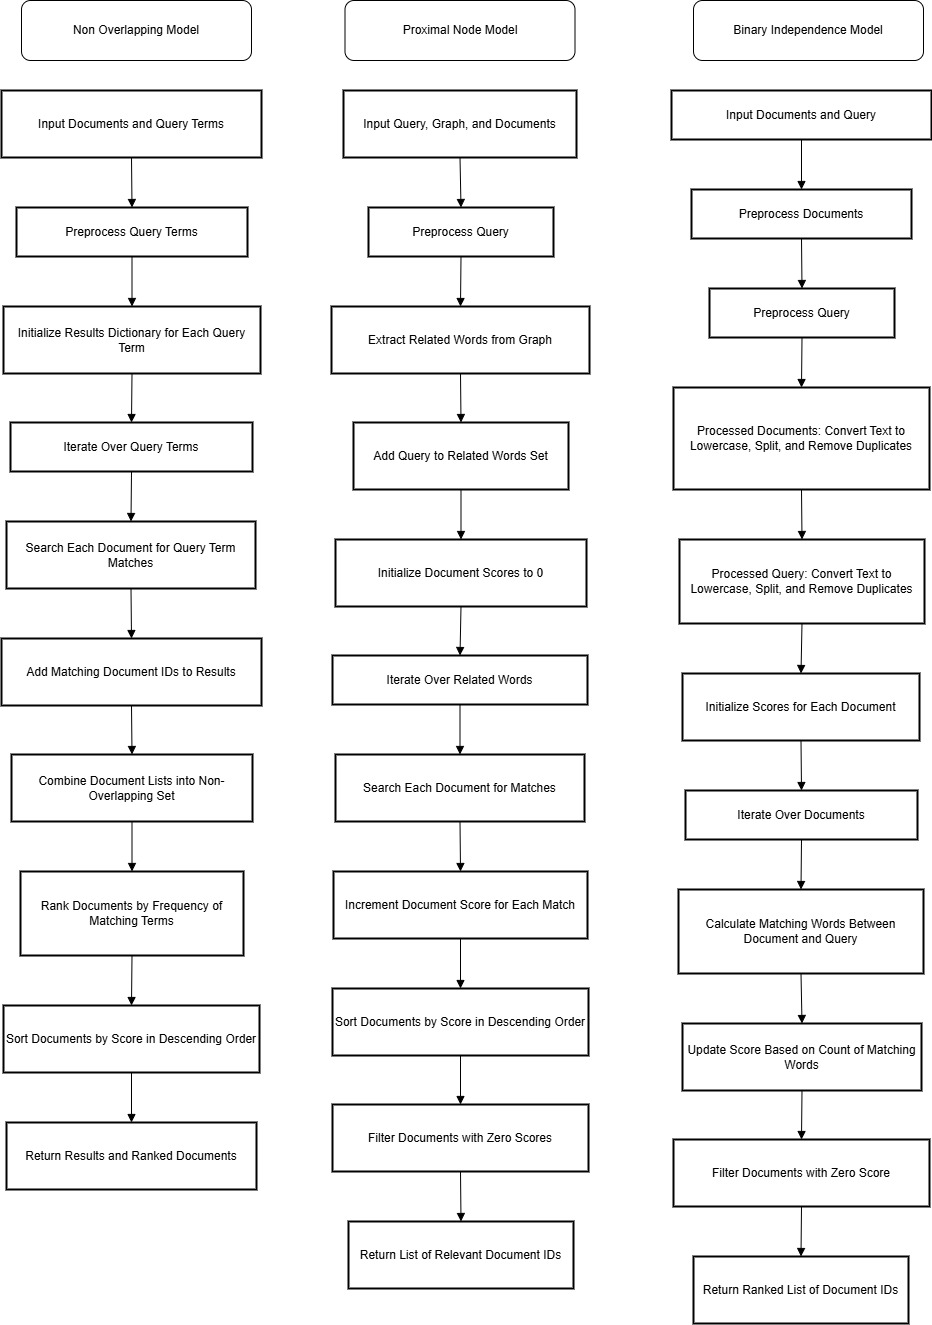 Non Overlapping Model
Input Documents and Query Terms
Preprocess Query Terms
Initialize Results Dictionary for Each Query
Term
Iterate Over Query Terms
Search Each Document for Query Term
Matches
Add Matching Document IDs to Results
Combine Document Lists into Non-
Overlapping Set
Rank Documents by Frequency of
Matching Terms
Sort Documents by Score in Descending Order
Return Results and Ranked Documents
Proximal Node Model
Input Query, Graph, and Documents
Preprocess Query
Extract Related Words from Graph
Add Query to Related Words Set
Initialize Document Scores to 0
Iterate Over Related Words
Search Each Document for Matches
Increment Document Score for Each Match
Sort Documents by Score in Descending Order
Filter Documents with Zero Scores
Return List of Relevant Document IDs
Binary Independence Model
Input Documents and Query
Preprocess Documents
Preprocess Query
Processed Documents: Convert Text to
Lowercase, Split, and Remove Duplicates
Processed Query: Convert Text to
Lowercase, Split, and Remove Duplicates
Initialize Scores for Each Document
Iterate Over Documents
Calculate Matching Words Between
Document and Query
Update Score Based on Count of Matching
Words
Filter Documents with Zero Score
Return Ranked List of Document IDs